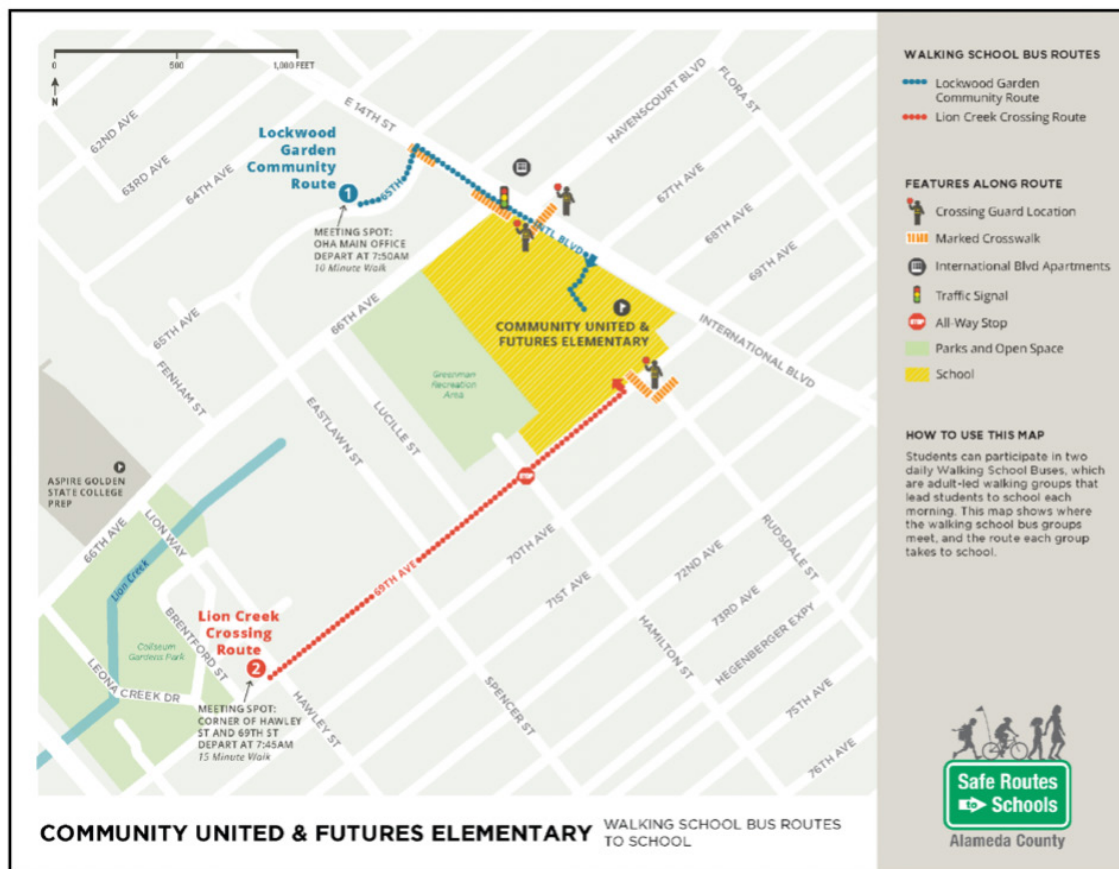 0
500
1,000 FEET
N
62ND AVE
63RD AVE
64TH AVE
E 14TH ST
HAVENSCOURT BLVD
FLORA ST
67TH AVE
68TH AVE
69TH AVE
Lockwood
Garden
Community
Route
1
65TH
MEETING SPOT:
OHA MAIN OFFICE
DEPART AT 7:50AM
10 Minute Walk
INTL BLVD
66TH AVE
COMMUNITY UNITED &
FUTURES ELEMENTARY
INTERNATIONAL BLVD
65TH AVE
FENHAM ST
EASTLAWN ST
LUCILLE ST
Greenman
Recreation
Area
STOP
ASPIRE GOLDEN
STATE COLLEGE
PREP
66TH AVE
LION WAY
Lion Creek
BRENTFORD ST
Coliseum
Gardens Park
LEONA CREEK DR
69TH AVE
70TH AVE
71ST AVE
72ND AVE
73RD AVE
HEGENBERGER EXPY
75TH AVE
76TH AVE
RUDSDALE ST
HAMILTON ST
SPENCER ST
HAWLEY ST
Lion Creek
Crossing
Route
2
MEETING SPOT:
CORNER OF HAWLEY
ST AND 69TH ST
DEPART AT 7:45AM
15 Minute Walk
COMMUNITY UNITED & FUTURES ELEMENTARY
WALKING SCHOOL BUS ROUTES
TO SCHOOL
WALKING SCHOOL BUS ROUTES
Lockwood Garden
Community Route
Lion Creek Crossing Route
FEATURES ALONG ROUTE
Crossing Guard Location
Marked Crosswalk
International Blvd Apartments
Traffic Signal
STOP
All-Way Stop
Parks and Open Space
School
HOW TO USE THIS MAP
Students can participate in two
daily Walking School Buses, which
are adult-led walking groups that
lead students to school each
morning. This map shows where
the walking school bus groups
meet, and the route each group
takes to school.
Safe Routes
to Schools
Alameda County